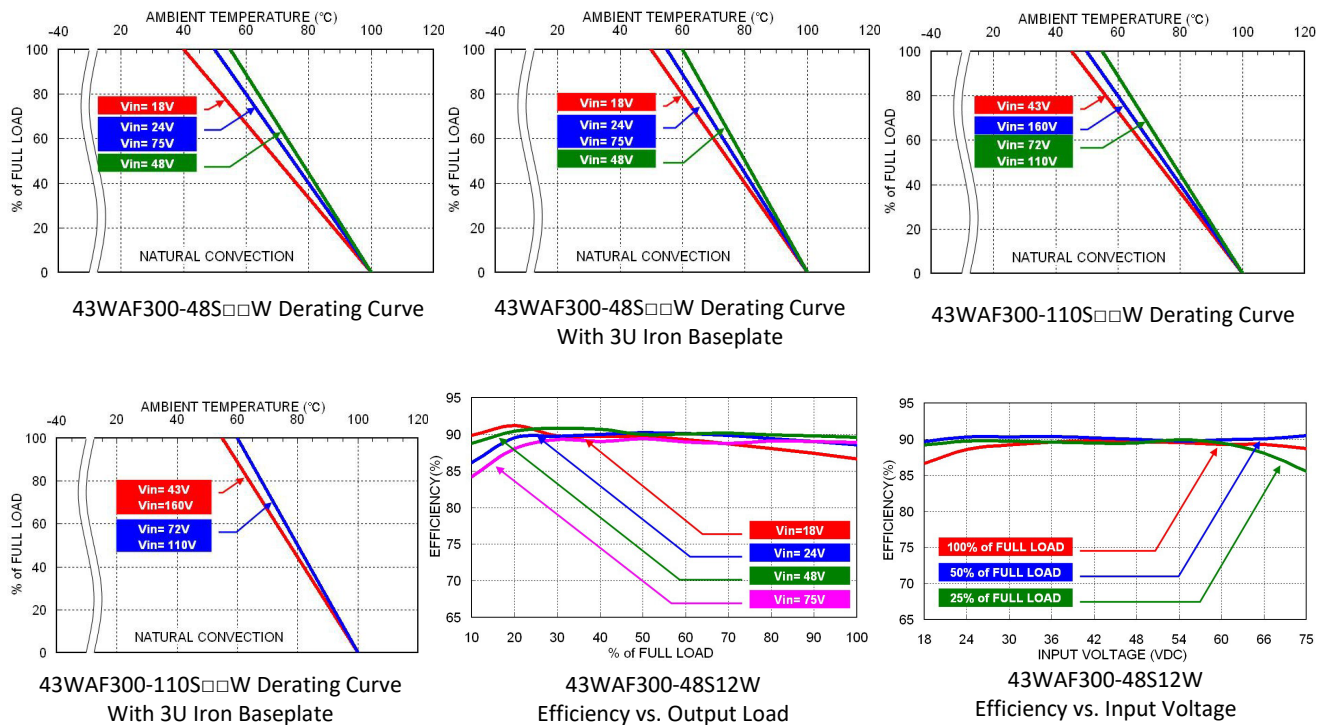 AMBIENT TEMPERATURE (°C)
-40 20 40 60 80 100 120
% of FULL LOAD
100
80
60
40
20
0
Vin= 18V
Vin= 24V
Vin= 75V
Vin= 48V
NATURAL CONVECTION
43WAF300-48S□□W Derating Curve
AMBIENT TEMPERATURE (°C)
-40 20 40 60 80 100 120
% of FULL LOAD
100
80
60
40
20
0
Vin= 18V
Vin= 24V
Vin= 75V
Vin= 48V
NATURAL CONVECTION
43WAF300-48S□□W Derating Curve
With 3U Iron Baseplate
AMBIENT TEMPERATURE (°C)
-40 20 40 60 80 100 120
% of FULL LOAD
100
80
60
40
20
0
Vin= 43V
Vin= 160V
Vin= 72V
Vin= 110V
NATURAL CONVECTION
43WAF300-110S□□W Derating Curve
AMBIENT TEMPERATURE (°C)
-40 20 40 60 80 100 120
% of FULL LOAD
100
80
60
40
20
0
Vin= 43V
Vin=160V
Vin= 72V
Vin= 110V
NATURAL CONVECTION
43WAF300-110S□□W Derating Curve
With 3U Iron Baseplate
EFFICIENCY(%)
95
90
85
80
75
70
65
Vin=18V
Vin= 24V
Vin= 48V
Vin= 75V
10 20 30 40 50 60 70 80 90 100
% of FULL LOAD
43WAF300-48S12W
Efficiency vs. Output Load
EFFICIENCY(%)
95
90
85
80
75
70
65
100% of FULL LOAD
50% of FULL LOAD
25% of FULL LOAD
18 24 30 36 42 48 54 60 66 75
INPUT VOLTAGE (VDC)
43WAF300-48S12W
Efficiency vs. Input Voltage